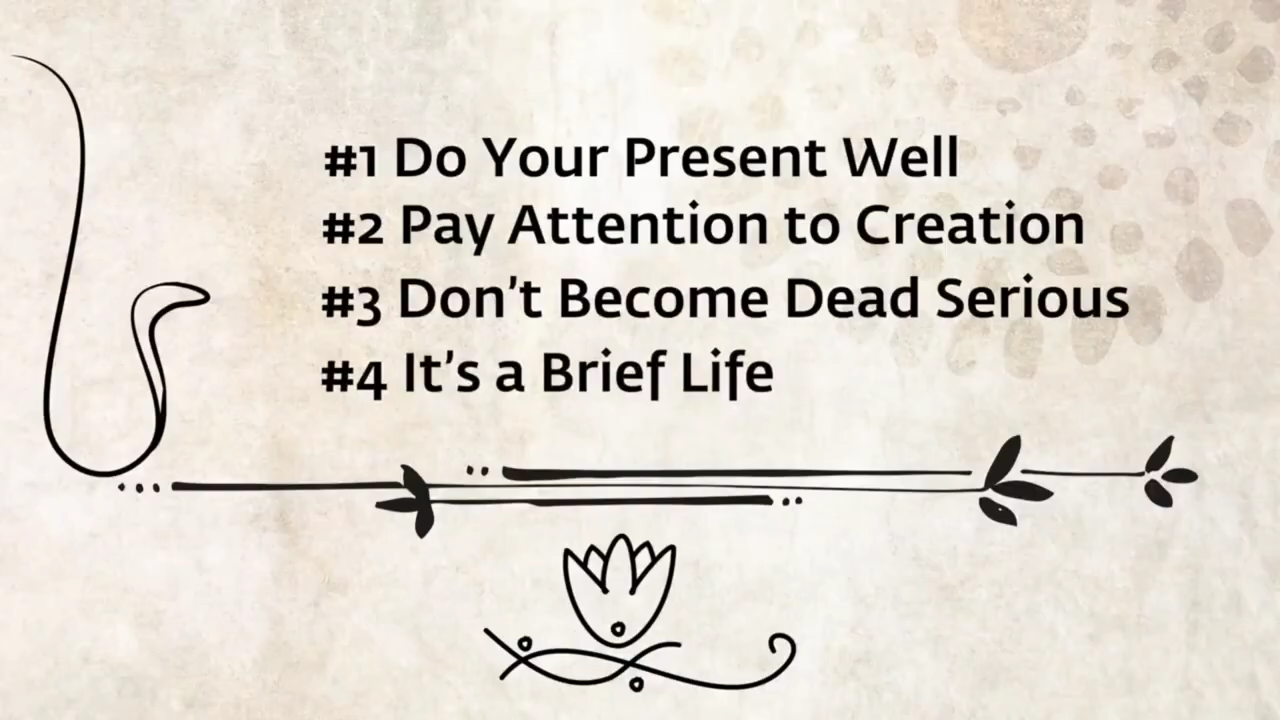 #1 Do Your Present Well
#2 Pay Attention to Creation
#3 Don't Become Dead Serious
#4 It's a Brief Life